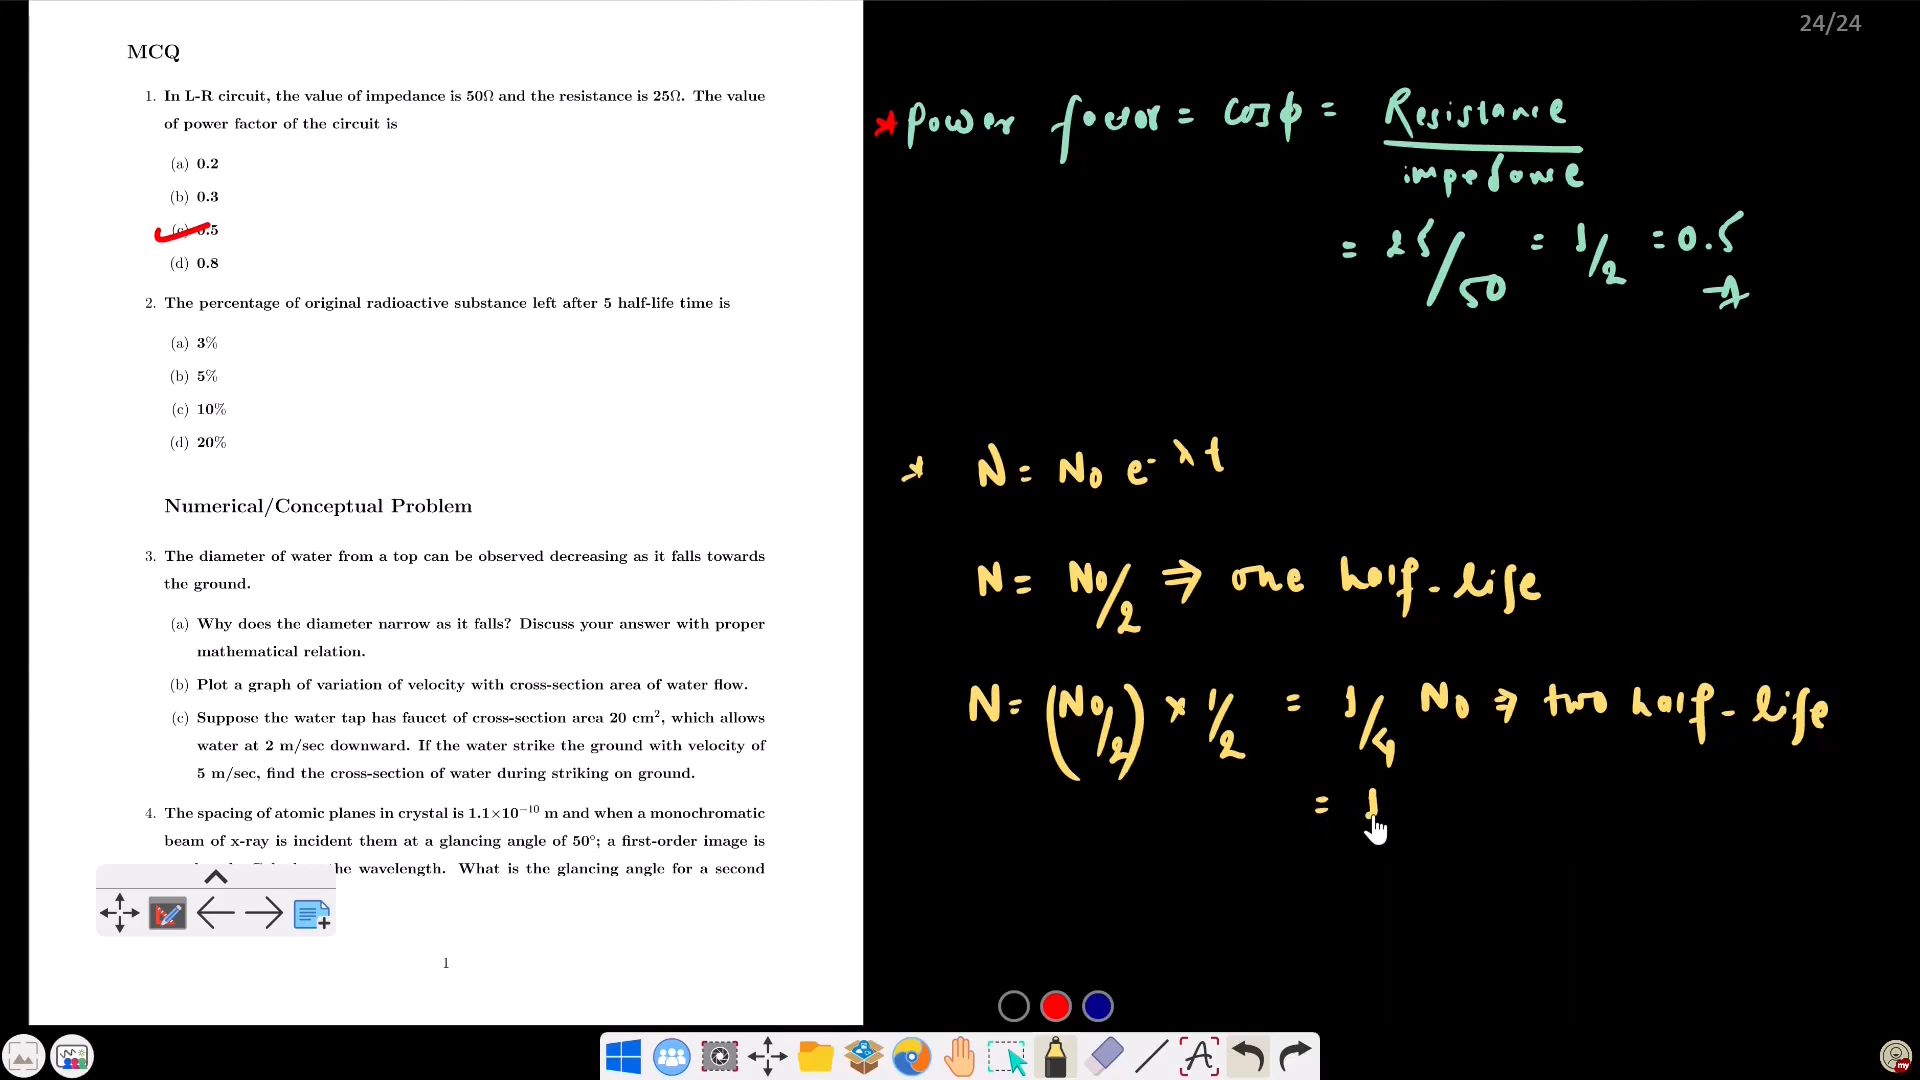 24/24
MCQ
1. In L-R circuit, the value of impedance is 50Ω and the resistance is 25Ω. The value
of power factor of the circuit is
(a) 0.2
(b) 0.3
(c) 0.5
(d) 0.8
2. The percentage of original radioactive substance left after 5 half-life time is
(a) 3%
(b) 5%
(c) 10%
(d) 20%
Numerical/Conceptual Problem
3. The diameter of water from a top can be observed decreasing as it falls towards
the ground.
(a) Why does the diameter narrow as it falls? Discuss your answer with proper
mathematical relation.
(b) Plot a graph of variation of velocity with cross-section area of water flow.
(c) Suppose the water tap has faucet of cross-section area 20 cm², which allows
water at 2 m/sec downward. If the water strike the ground with velocity of
5 m/sec, find the cross-section of water during striking on ground.
4. The spacing of atomic planes in crystal is 1.1×10⁻¹⁰ m and when a monochromatic
beam of x-ray is incident them at a glancing angle of 50°; a first-order image is
the wavelength. What is the glancing angle for a second
1
* Power factor = cosϕ = Resistance
impedance
= 25/50 = 1/2 = 0.5
* N = N₀ e^-λt
N = N₀/2 ⇒ one half-life
N = (N₀/2) × 1/2 = 1/4 N₀ ⇒ two half-life
= 1
my